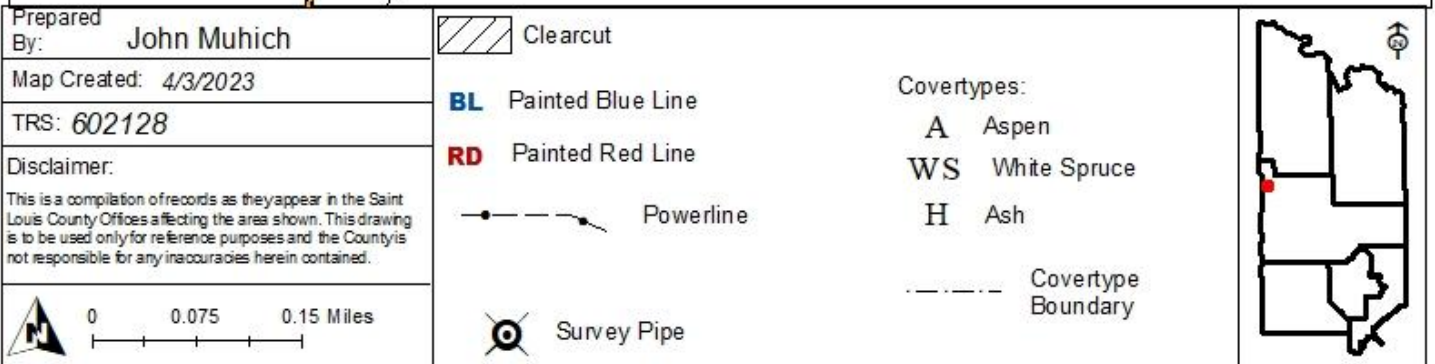 Prepared
By: John Muhich
Map Created: 4/3/2023
TRS: 602128
Disclaimer:
This is a compilation of records as they appear in the Saint
Louis County Offices affecting the area shown. This drawing
is to be used only for reference purposes and the County is
not responsible for any inaccuracies herein contained.
N
0 0.075 0.15 Miles
Clearcut
BL Painted Blue Line
RD Painted Red Line
Powerline
Survey Pipe
Covertypes:
A Aspen
WS White Spruce
H Ash
Covertype
Boundary
N